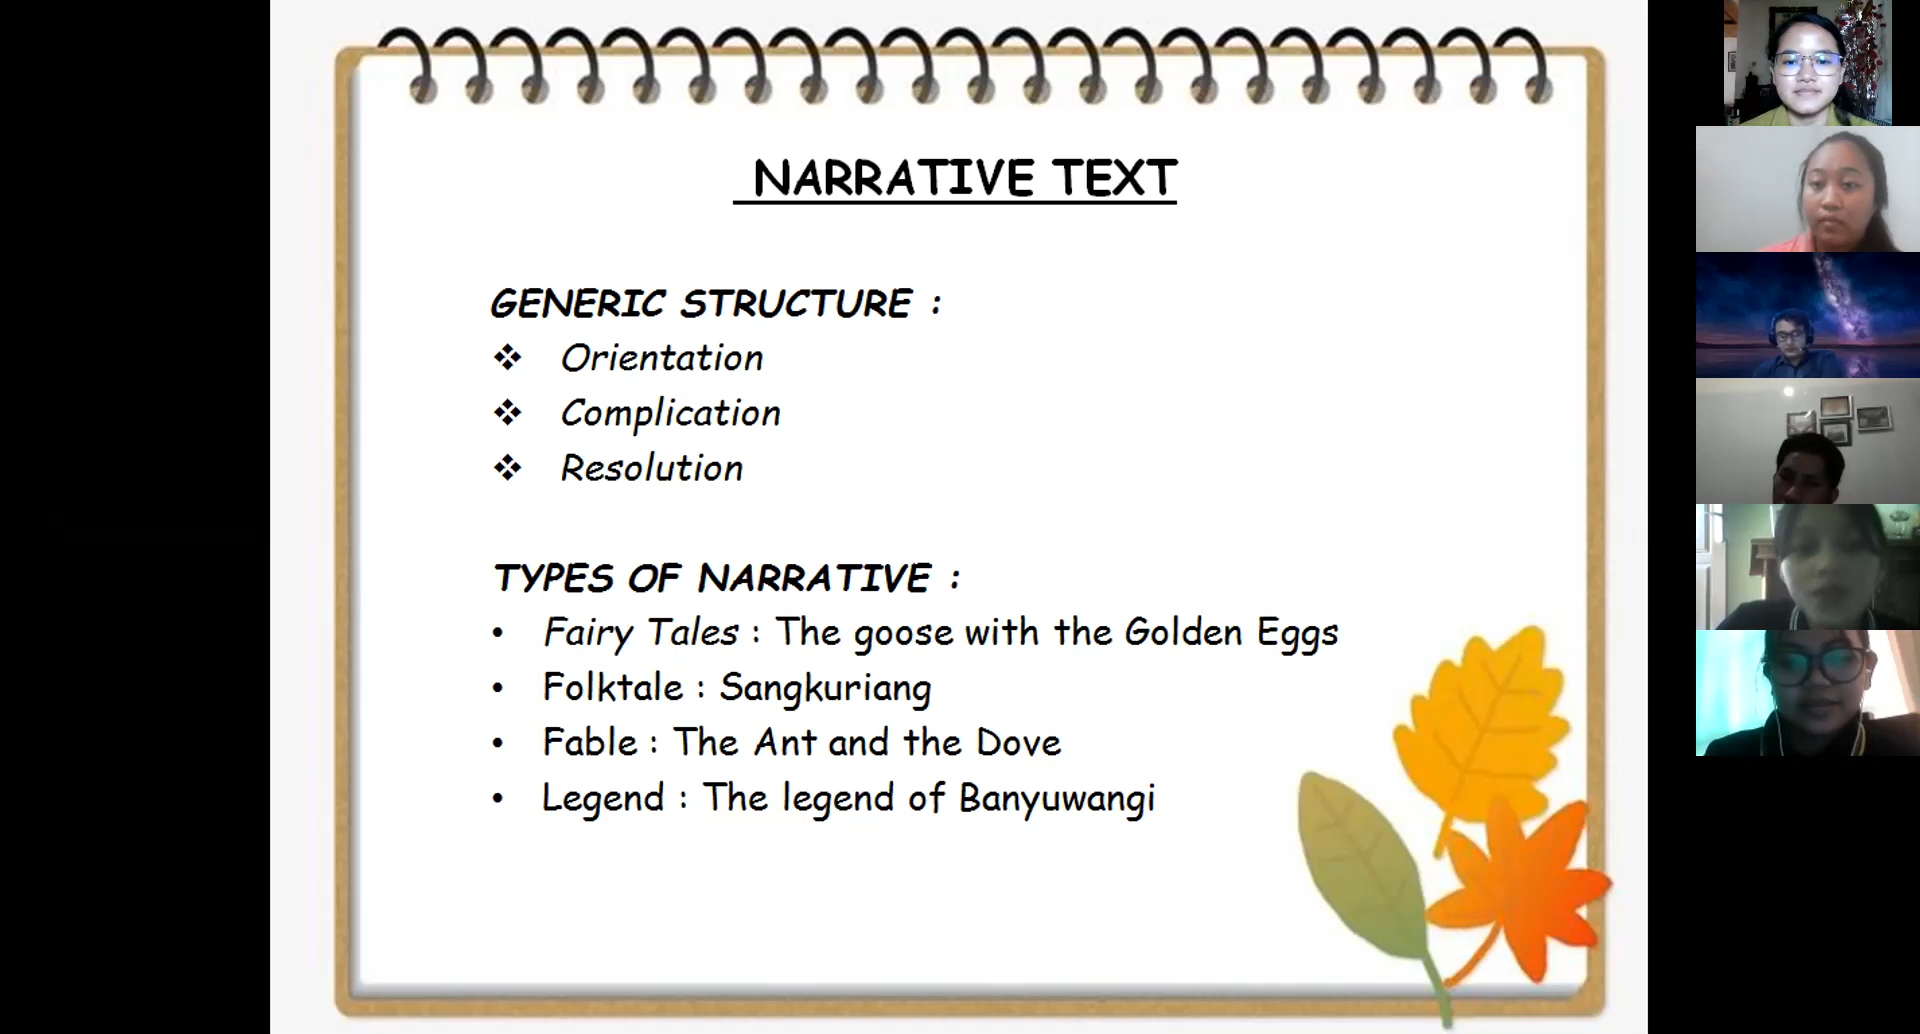 NARRATIVE TEXT
GENERIC STRUCTURE :
❖ Orientation
❖ Complication
❖ Resolution
TYPES OF NARRATIVE :
• Fairy Tales : The goose with the Golden Eggs
• Folktale : Sangkuriang
• Fable : The Ant and the Dove
• Legend : The legend of Banyuwangi